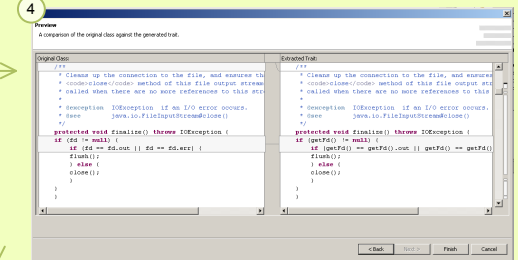 4
Preview
A comparison of the original class against the generated trait.
Original Class:
/**
* Cleans up the connection to the file, and ensures th
* <code>close</code> method of this file output stream
* called when there are no more references to this stre
*
* @exception  IOException  if an I/O error occurs.
* @see        java.io.FileInputStream#close()
*/
protected void finalize() throws IOException {
if (fd != null) {
if (fd == fd.out || fd == fd.err) {
flush();
} else {
close();
}
}
}
Extracted Trait:
/**
* Cleans up the connection to the file, and ensures
* <code>close</code> method of this file output stre
* called when there are no more references to this
*
* @exception  IOException  if an I/O error occurs.
* @see        java.io.FileInputStream#close()
*/
protected void finalize() throws IOException {
if (getFd() != null) {
if (getFd() == getFd().out || getFd() == getFd()
flush();
} else {
close();
}
}
}
< Back
Next >
Finish
Cancel